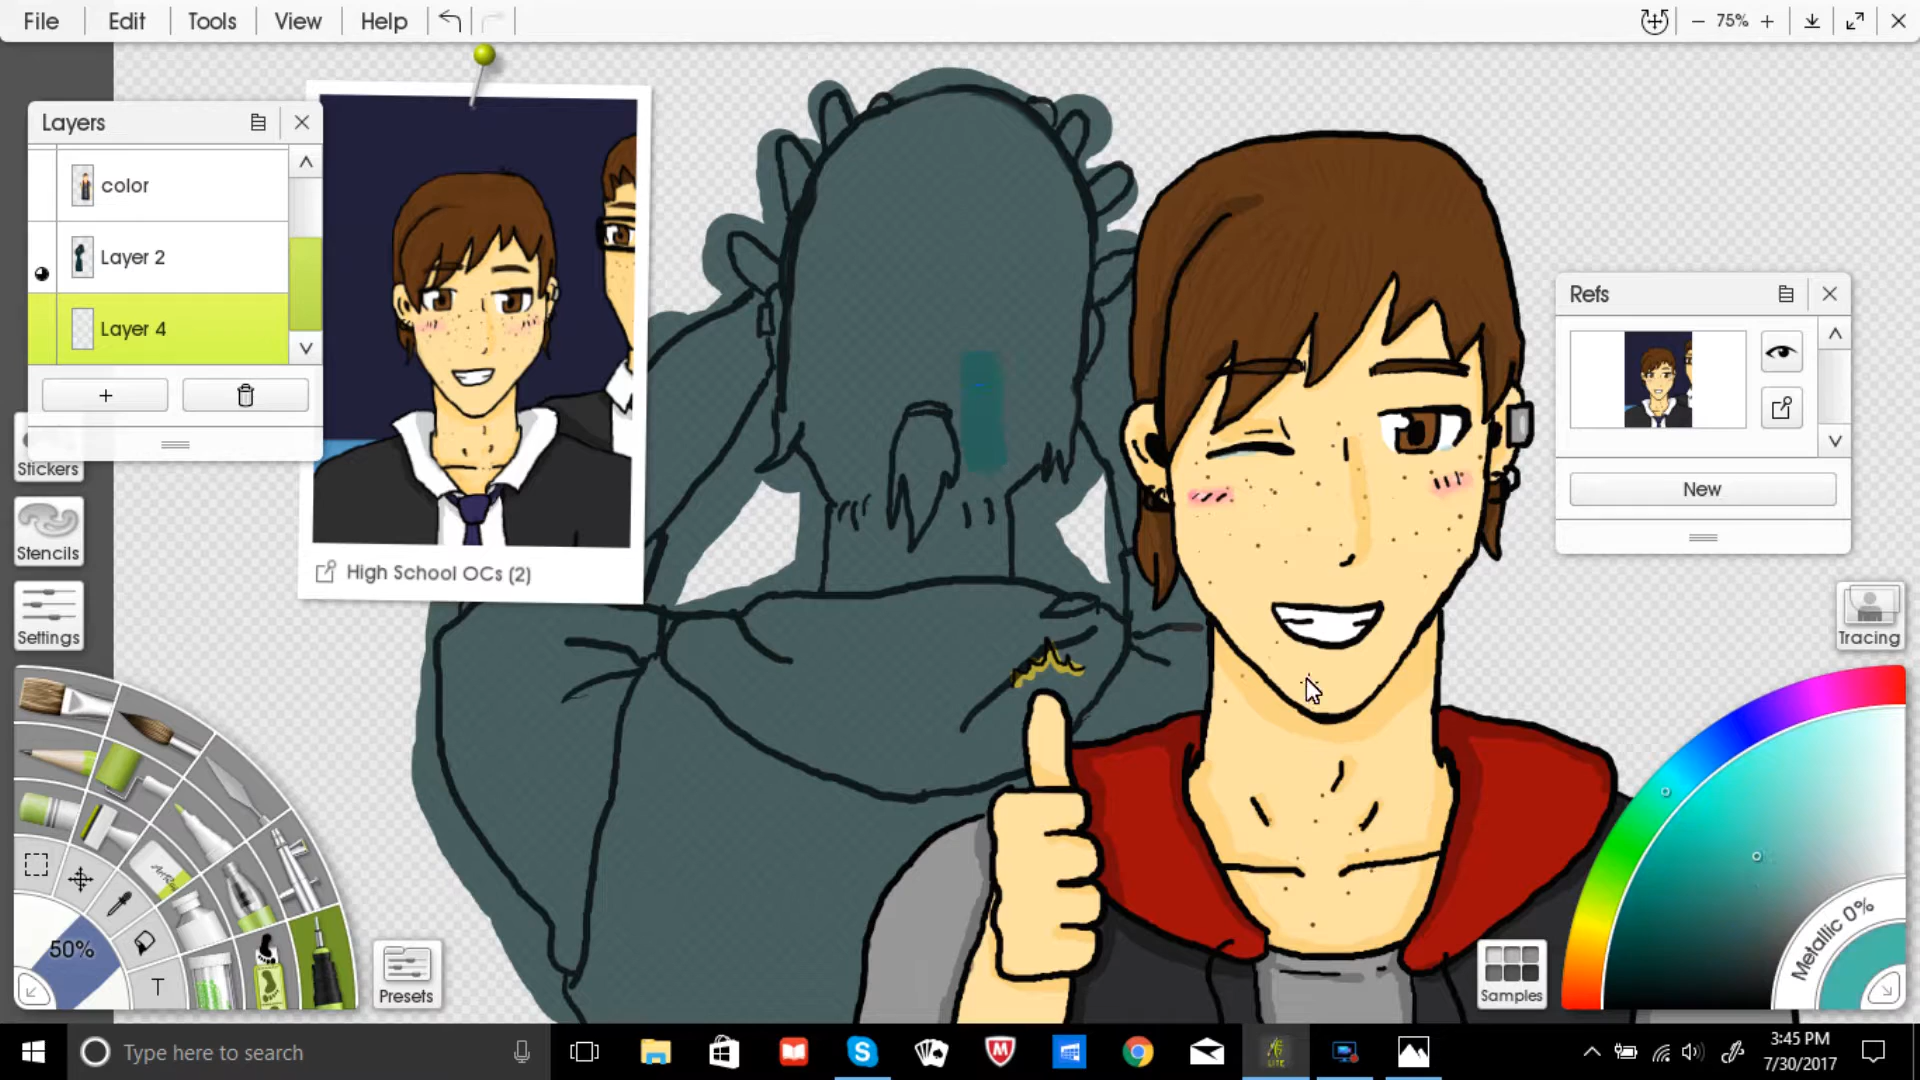 File
Edit
Tools
View
Help
75%
Layers
color
Layer 2
Layer 4
Stickers
Stencils
Settings
High School OCs (2)
Refs
New
Tracing
50%
T
Presets
Samples
Metallic 0%
Type here to search
LITE
3:45 PM
7/30/2017